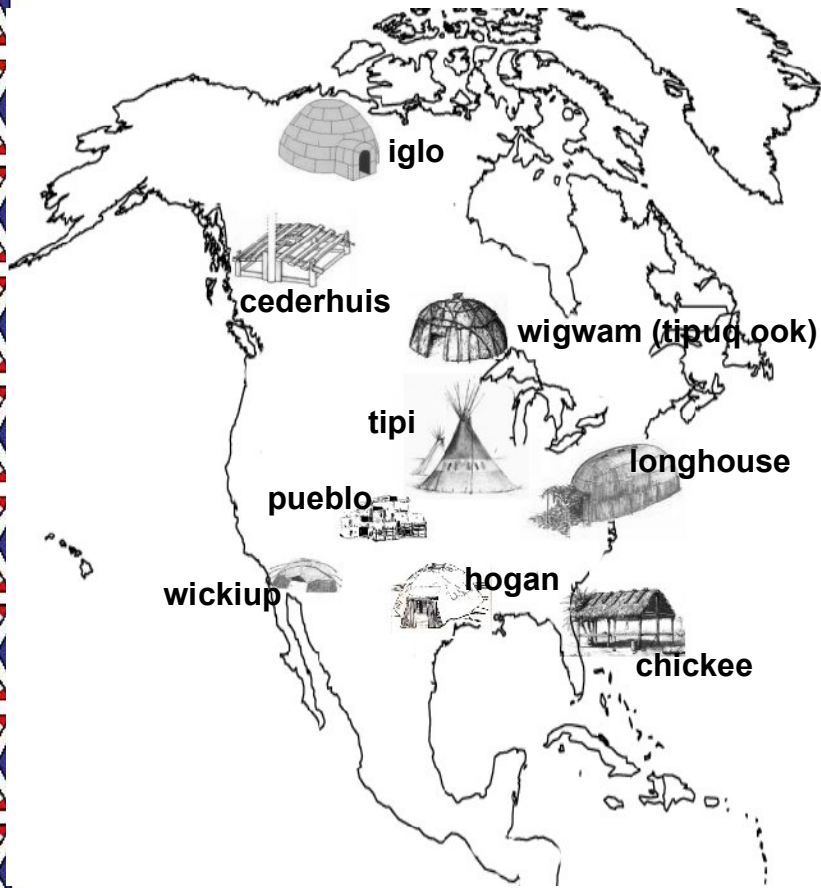 iglo
cederhuis
wigwam (tipuq ook)
tipi
longhouse
pueblo
hogan
wickiup
chickee